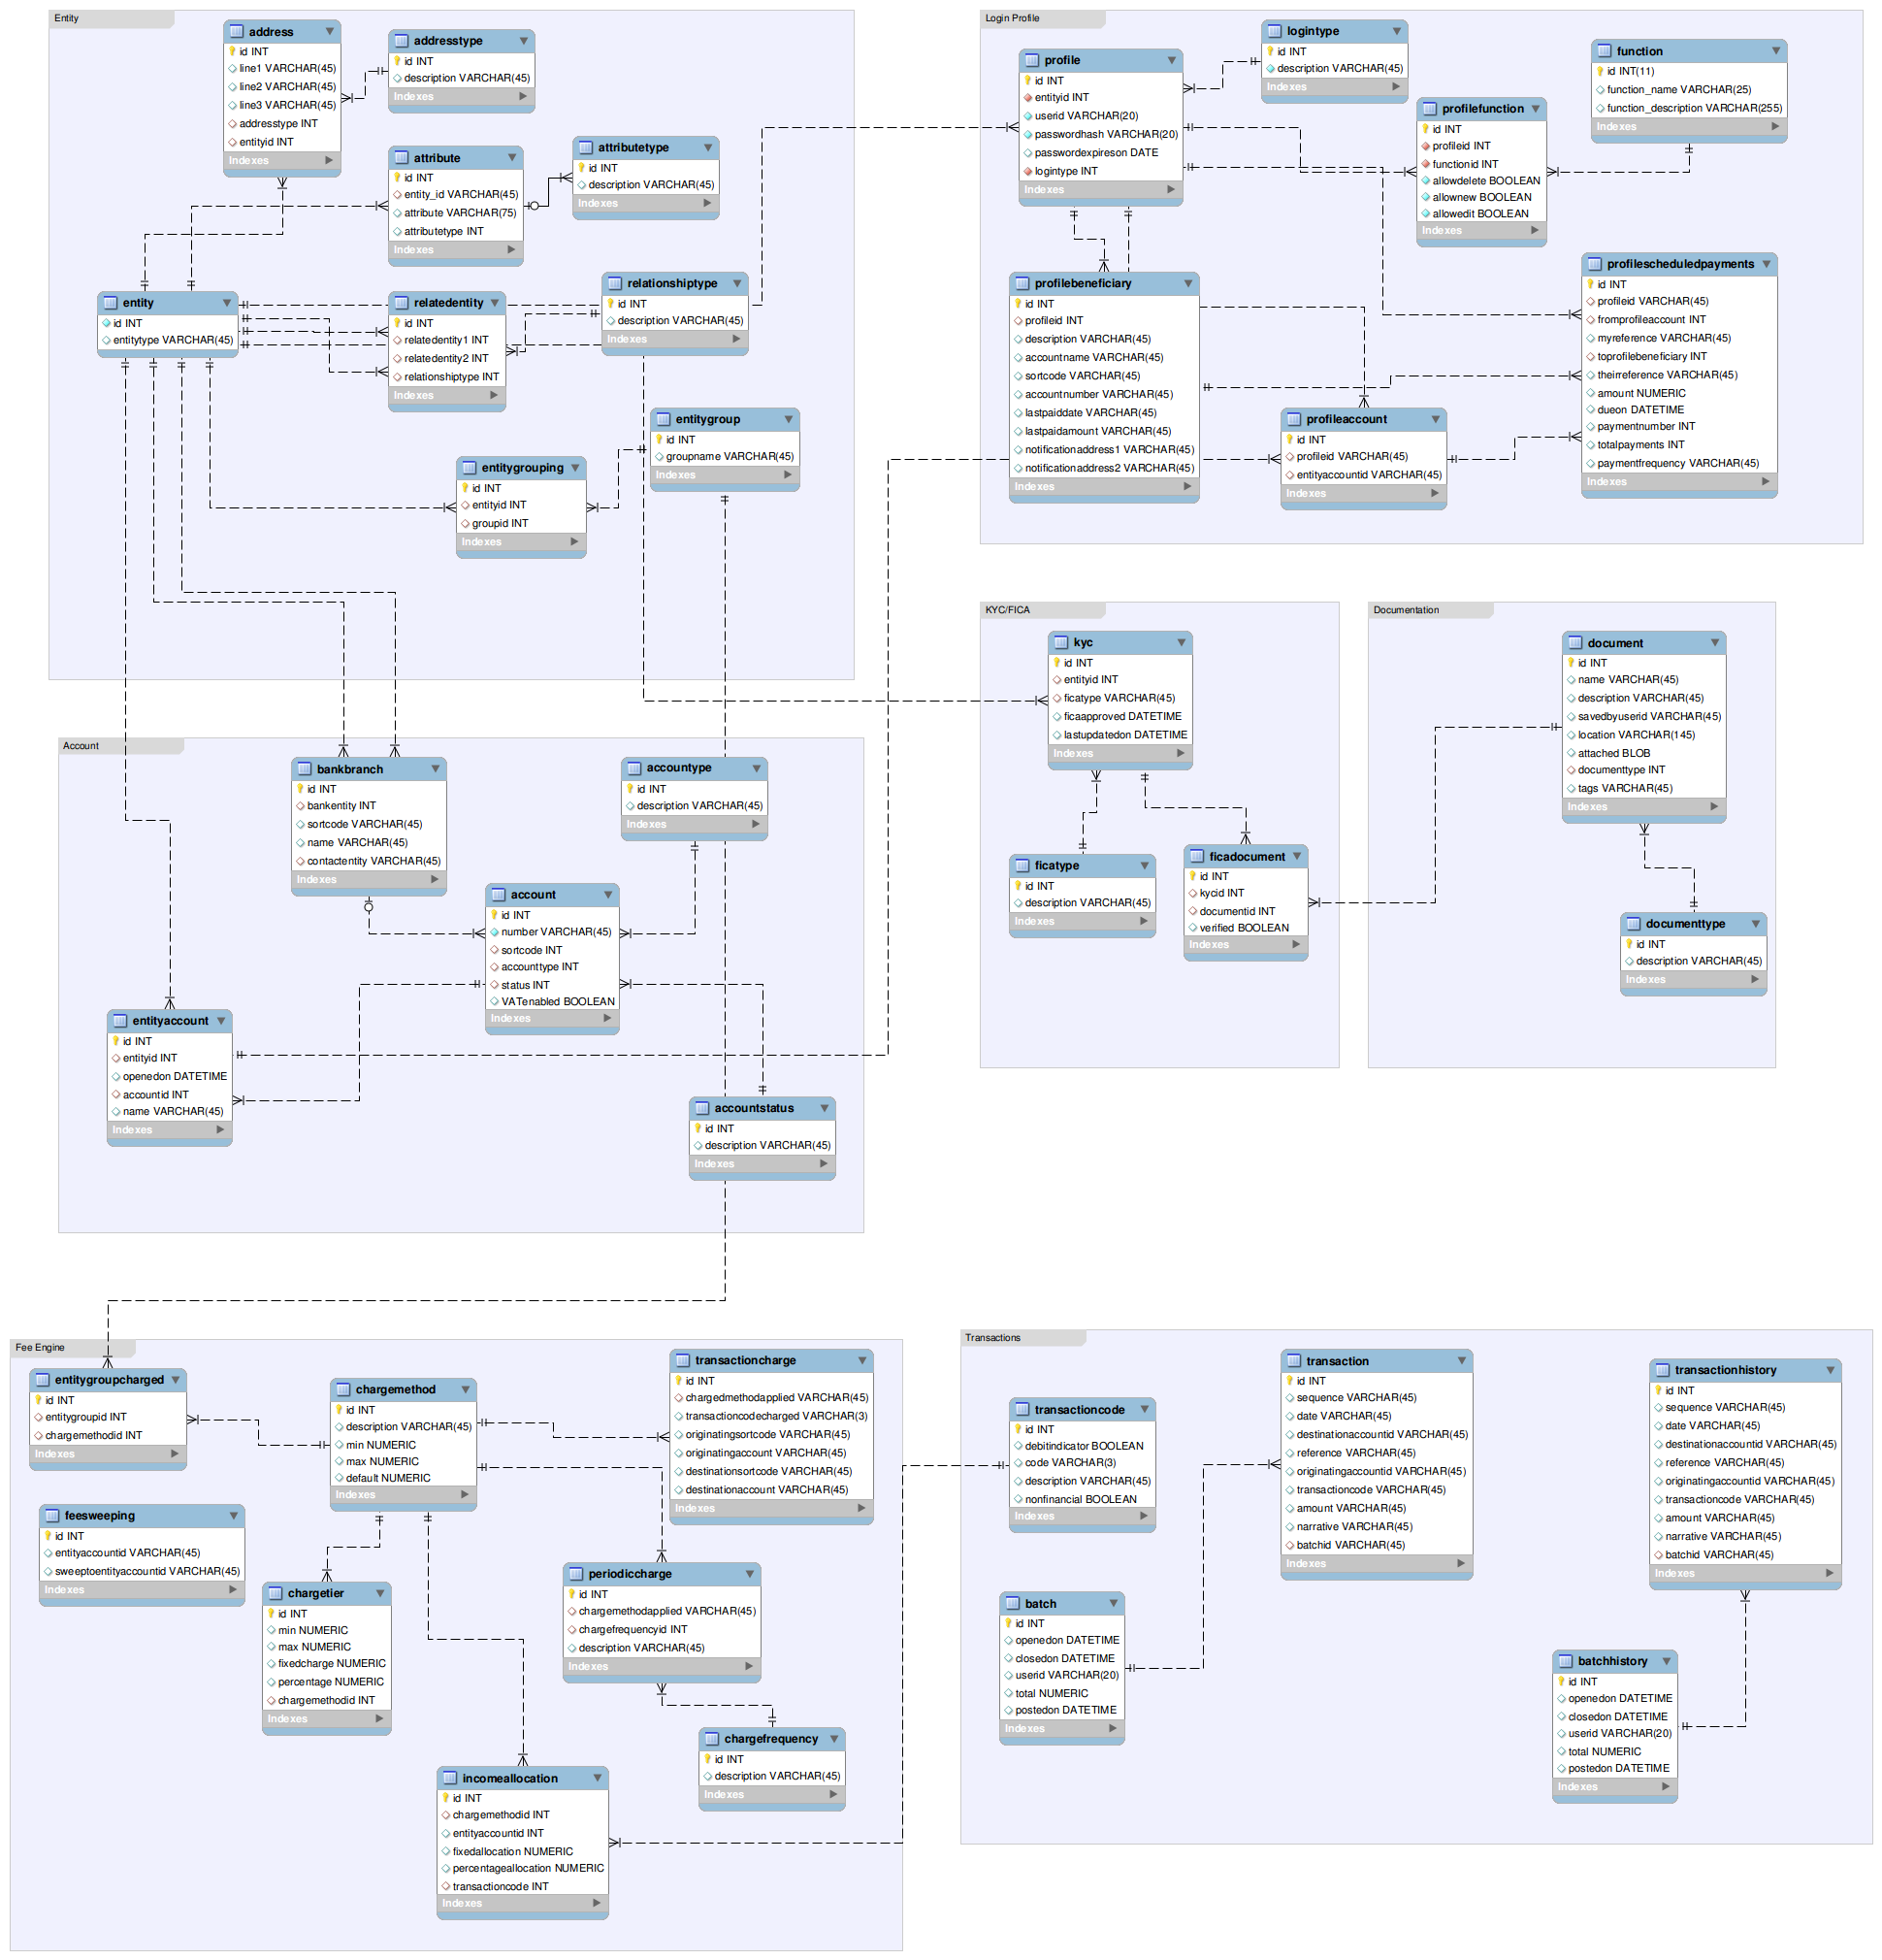 Entity
address
id INT
line1 VARCHAR(45)
line2 VARCHAR(45)
line3 VARCHAR(45)
addresstype INT
entityid INT
Indexes
addresstype
id INT
description VARCHAR(45)
Indexes
attribute
id INT
entity_id VARCHAR(45)
attribute VARCHAR(75)
attributetype INT
Indexes
attributetype
id INT
description VARCHAR(45)
Indexes
entity
id INT
entitytype VARCHAR(45)
relatedentity
id INT
relatedentity1 INT
relatedentity2 INT
relationshiptype INT
Indexes
relationshiptype
id INT
description VARCHAR(45)
Indexes
entitygroup
id INT
groupname VARCHAR(45)
Indexes
entitygrouping
id INT
entityid INT
groupid INT
Indexes
Login Profile
profile
id INT
entityid INT
userid VARCHAR(20)
passwordhash VARCHAR(20)
passwordexpireson DATE
logintype INT
Indexes
logintype
id INT
description VARCHAR(45)
Indexes
profilefunction
id INT
profileid INT
functionid INT
allowdelete BOOLEAN
allownew BOOLEAN
allowedit BOOLEAN
Indexes
function
id INT(11)
function_name VARCHAR(25)
function_description VARCHAR(255)
Indexes
profilebeneficiary
id INT
profileid INT
description VARCHAR(45)
accountname VARCHAR(45)
sortcode VARCHAR(45)
accountnumber VARCHAR(45)
lastpaiddate VARCHAR(45)
lastpaidamount VARCHAR(45)
notificationaddress1 VARCHAR(45)
notificationaddress2 VARCHAR(45)
Indexes
profileaccount
id INT
profileid VARCHAR(45)
entityaccountid VARCHAR(45)
Indexes
profilescheduledpayments
id INT
profileid VARCHAR(45)
fromprofileaccount INT
myreference VARCHAR(45)
toprofilebeneficiary INT
theirreference VARCHAR(45)
amount NUMERIC
dueon DATETIME
paymentnumber INT
totalpayments INT
paymentfrequency VARCHAR(45)
Indexes
KYC/FICA
kyc
id INT
entityid INT
ficatype VARCHAR(45)
ficaapproved DATETIME
lastupdatedon DATETIME
Indexes
ficatype
id INT
description VARCHAR(45)
Indexes
ficadocument
id INT
kycid INT
documentid INT
verified BOOLEAN
Indexes
Documentation
document
id INT
name VARCHAR(45)
description VARCHAR(45)
savedbyuserid VARCHAR(45)
location VARCHAR(145)
attached BLOB
documenttype INT
tags VARCHAR(45)
Indexes
documenttype
id INT
description VARCHAR(45)
Indexes
Account
bankbranch
id INT
bankentity INT
sortcode VARCHAR(45)
name VARCHAR(45)
contactentity VARCHAR(45)
Indexes
accountype
id INT
description VARCHAR(45)
Indexes
account
id INT
number VARCHAR(45)
sortcode INT
accounttype INT
status INT
VATenabled BOOLEAN
Indexes
entityaccount
id INT
entityid INT
openedon DATETIME
accountid INT
name VARCHAR(45)
Indexes
accountstatus
id INT
description VARCHAR(45)
Indexes
Fee Engine
entitygroupcharged
id INT
entitygroupid INT
chargemethodid INT
Indexes
chargemethod
id INT
description VARCHAR(45)
min NUMERIC
max NUMERIC
default NUMERIC
Indexes
transactioncharge
id INT
chargedmethodapplied VARCHAR(45)
transactioncodecharged VARCHAR(3)
originatingsortcode VARCHAR(45)
originatingaccount VARCHAR(45)
destinationsortcode VARCHAR(45)
destinationaccount VARCHAR(45)
Indexes
feesweeping
id INT
entityaccountid VARCHAR(45)
sweeptoentityaccountid VARCHAR(45)
Indexes
chargetier
id INT
min NUMERIC
max NUMERIC
fixedcharge NUMERIC
percentage NUMERIC
chargemethodid INT
Indexes
periodiccharge
id INT
chargemethodapplied VARCHAR(45)
chargefrequencyid INT
description VARCHAR(45)
Indexes
chargefrequency
id INT
description VARCHAR(45)
Indexes
incomeallocation
id INT
chargemethodid INT
entityaccountid INT
fixedallocation NUMERIC
percentageallocation NUMERIC
transactioncode INT
Indexes
Transactions
transactioncode
id INT
debitindicator BOOLEAN
code VARCHAR(3)
description VARCHAR(45)
nonfinancial BOOLEAN
Indexes
transaction
id INT
sequence VARCHAR(45)
date VARCHAR(45)
destinationaccountid VARCHAR(45)
reference VARCHAR(45)
originatingaccountid VARCHAR(45)
transactioncode VARCHAR(45)
amount VARCHAR(45)
narrative VARCHAR(45)
batchid VARCHAR(45)
Indexes
transactionhistory
id INT
sequence VARCHAR(45)
date VARCHAR(45)
destinationaccountid VARCHAR(45)
reference VARCHAR(45)
originatingaccountid VARCHAR(45)
transactioncode VARCHAR(45)
amount VARCHAR(45)
narrative VARCHAR(45)
batchid VARCHAR(45)
Indexes
batch
id INT
openedon DATETIME
closedon DATETIME
userid VARCHAR(20)
total NUMERIC
postedon DATETIME
Indexes
batchhistory
id INT
openedon DATETIME
closedon DATETIME
userid VARCHAR(20)
total NUMERIC
postedon DATETIME
Indexes